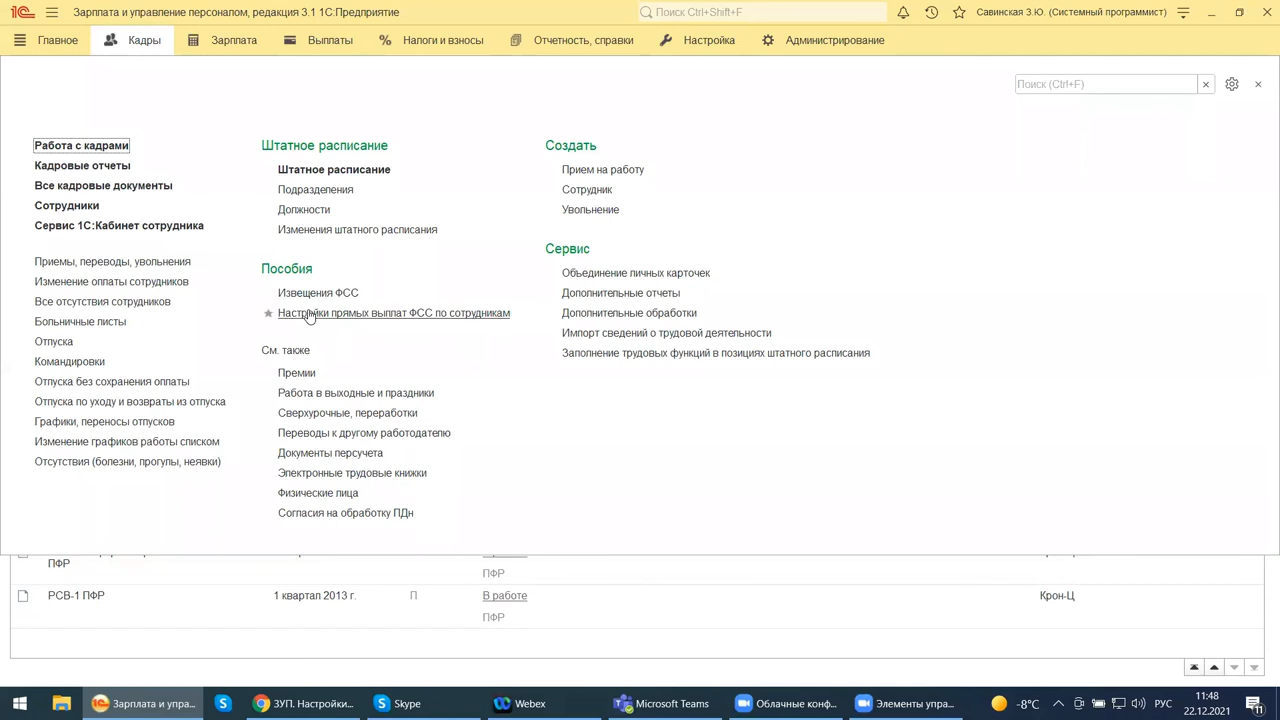 Зарплата и управление персоналом, редакция 3.1 1С:Предприятие
Поиск Ctrl+Shift+F
Савинская З.Ю. (Системный программист)
Главное
Кадры
Зарплата
Выплаты
Налоги и взносы
Отчетность, справки
Настройка
Администрирование
Поиск (Ctrl+F)
Работа с кадрами
Кадровые отчеты
Все кадровые документы
Сотрудники
Сервис 1С:Кабинет сотрудника
Приемы, переводы, увольнения
Изменение оплаты сотрудников
Все отсутствия сотрудников
Больничные листы
Отпуска
Командировки
Отпуска без сохранения оплаты
Отпуска по уходу и возвраты из отпуска
Графики, переносы отпусков
Изменение графиков работы списком
Отсутствия (болезни, прогулы, неявки)
Штатное расписание
Штатное расписание
Подразделения
Должности
Изменения штатного расписания
Пособия
Извещения ФСС
Настройки прямых выплат ФСС по сотрудникам
См. также
Премии
Работа в выходные и праздники
Сверхурочные, переработки
Переводы к другому работодателю
Документы персучета
Электронные трудовые книжки
Физические лица
Согласия на обработку ПДн
Создать
Прием на работу
Сотрудник
Увольнение
Сервис
Объединение личных карточек
Дополнительные отчеты
Дополнительные обработки
Импорт сведений о трудовой деятельности
Заполнение трудовых функций в позициях штатного расписания
ПФР
ПФР
РСВ-1 ПФР
1 квартал 2013 г.
П
В работе
Крон-Ц
ПФР
Зарплата и упра...
ЗУП. Настройки...
Skype
Webex
Microsoft Teams
Облачные конф...
Элементы упра...
-8°C
РУС
11:48
22.12.2021
11